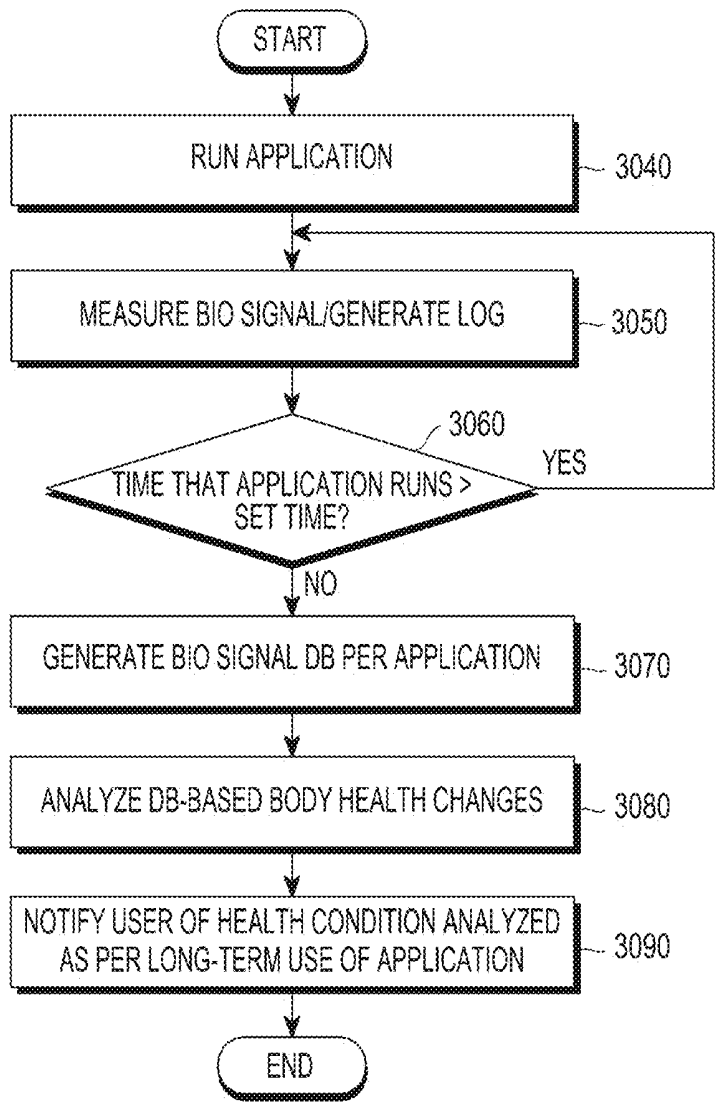 START
RUN APPLICATION
3040
MEASURE BIO SIGNAL/GENERATE LOG
3050
3060
YES
TIME THAT APPLICATION RUNS >
SET TIME?
NO
GENERATE BIO SIGNAL DB PER APPLICATION
3070
ANALYZE DB-BASED BODY HEALTH CHANGES
3080
NOTIFY USER OF HEALTH CONDITION ANALYZED
AS PER LONG-TERM USE OF APPLICATION
3090
END